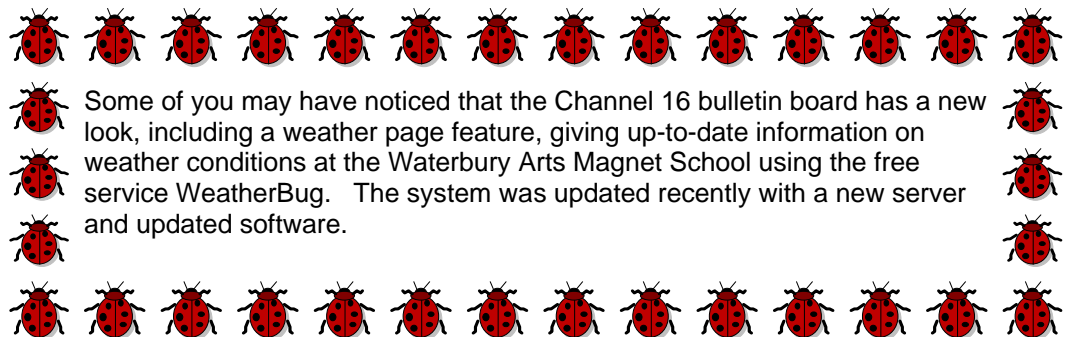 Some of you may have noticed that the Channel 16 bulletin board has a new
look, including a weather page feature, giving up-to-date information on
weather conditions at the Waterbury Arts Magnet School using the free
service WeatherBug.   The system was updated recently with a new server
and updated software.